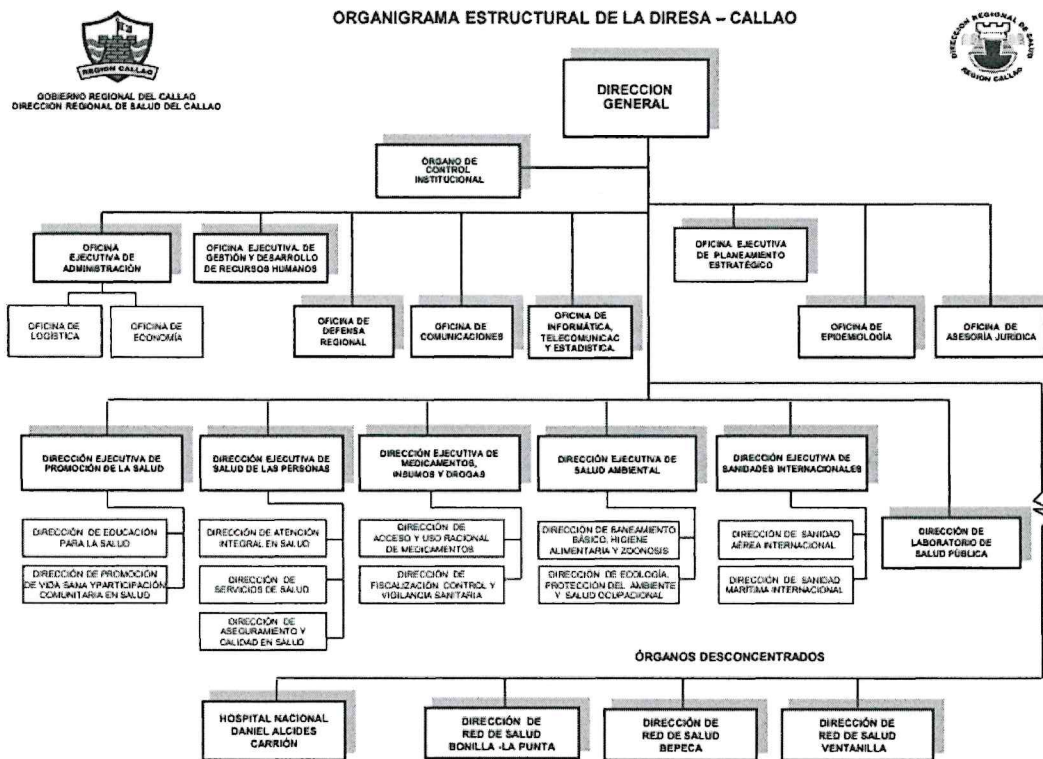 ORGANIGRAMA ESTRUCTURAL DE LA DIRESA – CALLAO
REGION CALLAO
GOBIERNO REGIONAL DEL CALLAO
DIRECCION REGIONAL DE SALUD DEL CALLAO
DIRECCION REGIONAL DE SALUD
REGION CALLAO
DIRECCION
GENERAL
ÓRGANO DE
CONTROL
INSTITUCIONAL
OFICINA
EJECUTIVA DE
ADMINISTRACIÓN
OFICINA EJECUTIVA DE
GESTIÓN Y DESARROLLO
DE RECURSOS HUMANOS
OFICINA EJECUTIVA
DE PLANEAMIENTO
ESTRATÉGICO
OFICINA DE
LOGÍSTICA
OFICINA DE
ECONOMÍA
OFICINA DE
DEFENSA
REGIONAL
OFICINA DE
COMUNICACIONES
OFICINA DE
INFORMÁTICA,
TELECOMUNICAC
Y ESTADISTICA.
OFICINA DE
EPIDEMIOLOGÍA
OFICINA DE
ASESORÍA JURIDICA
DIRECCIÓN EJECUTIVA DE
PROMOCIÓN DE LA SALUD
DIRECCIÓN EJECUTIVA DE
SALUD DE LAS PERSONAS
DIRECCIÓN EJECUTIVA DE
MEDICAMENTOS,
INSUMOS Y DROGAS
DIRECCIÓN EJECUTIVA DE
SALUD AMBIENTAL
DIRECCIÓN EJECUTIVA DE
SANIDADES INTERNACIONALES
DIRECCIÓN DE
LABORATORIO DE
SALUD PÚBLICA
DIRECCIÓN DE EDUCACIÓN
PARA LA SALUD
DIRECCIÓN DE PROMOCIÓN
DE VIDA SANA YPARTICIPACIÓN
COMUNITARIA EN SALUD
DIRECCIÓN DE ATENCIÓN
INTEGRAL EN SALUD
DIRECCIÓN DE
SERVICIOS DE SALUD
DIRECCIÓN DE
ASEGURAMIENTO Y
CALIDAD EN SALUD
DIRECCIÓN DE
ACCESO Y USO RACIONAL
DE MEDICAMENTOS
DIRECCIÓN DE
FISCALIZACIÓN, CONTROL Y
VIGILANCIA SANITARIA
DIRECCIÓN DE SANEAMIENTO
BÁSICO, HIGIENE
ALIMENTARIA Y ZOONOSIS
DIRECCIÓN DE ECOLOGÍA,
PROTECCIÓN DEL AMBIENTE
Y SALUD OCUPACIONAL
DIRECCIÓN DE SANIDAD
AÉREA INTERNACIONAL
DIRECCIÓN DE SANIDAD
MARÍTIMA INTERNACIONAL
ÓRGANOS DESCONCENTRADOS
HOSPITAL NACIONAL
DANIEL ALCIDES
CARRIÓN
DIRECCIÓN DE
RED DE SALUD
BONILLA -LA PUNTA
DIRECCIÓN DE
RED DE SALUD
BEPECA
DIRECCIÓN DE
RED DE SALUD
VENTANILLA